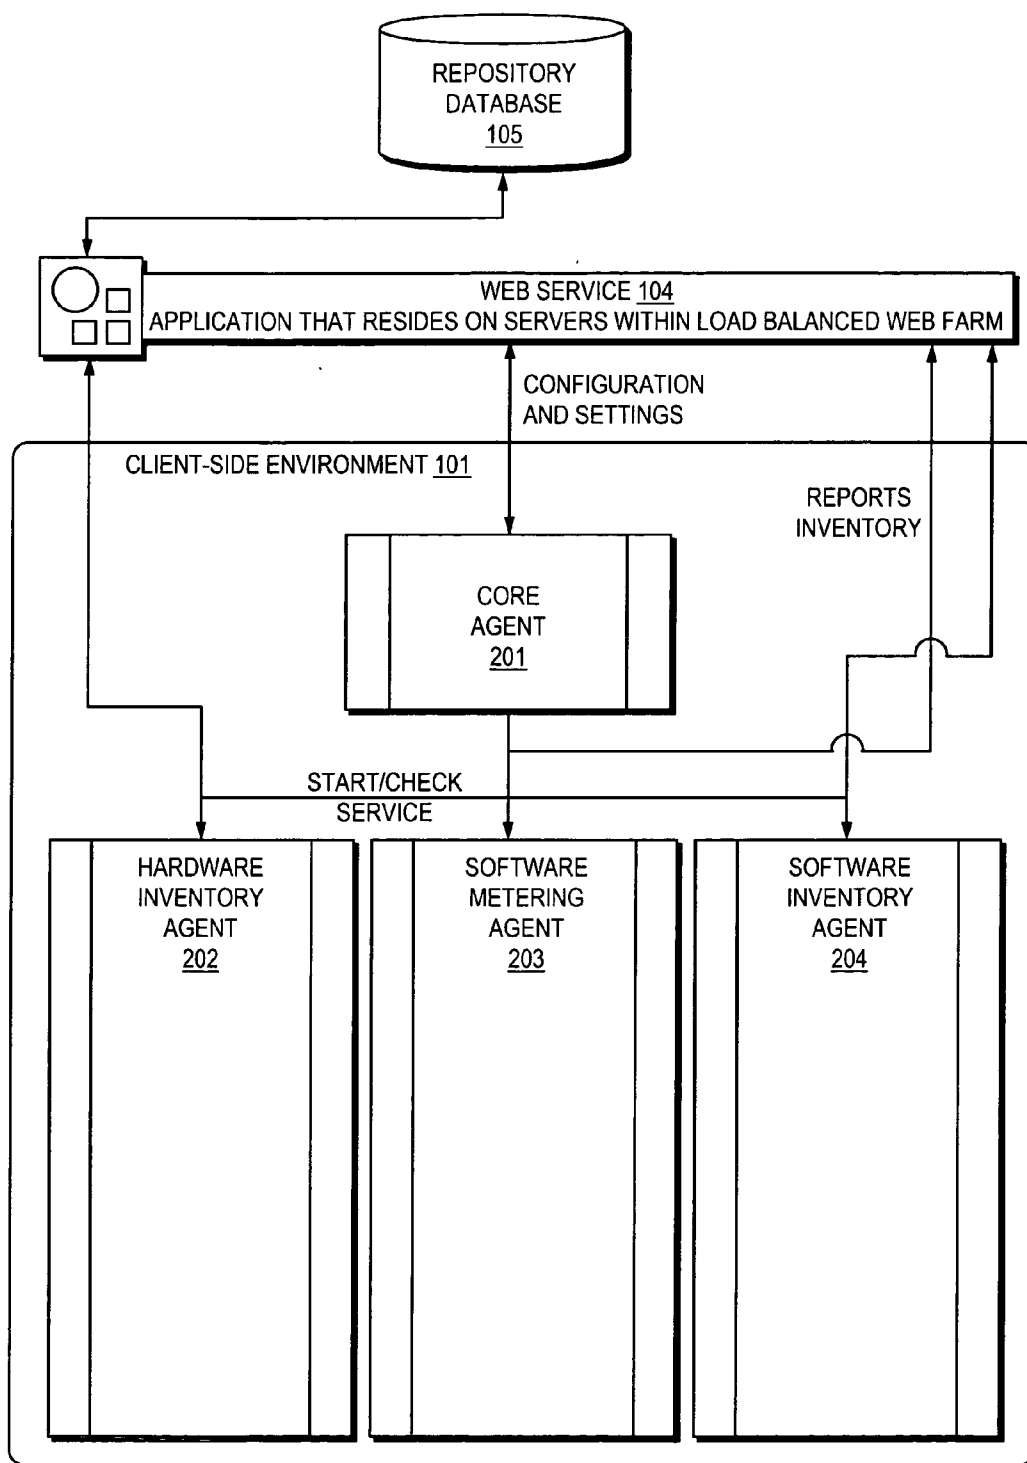 REPOSITORY
DATABASE
105
WEB SERVICE 104
APPLICATION THAT RESIDES ON SERVERS WITHIN LOAD BALANCED WEB FARM
CONFIGURATION
AND SETTINGS
CLIENT-SIDE ENVIRONMENT 101
REPORTS
INVENTORY
CORE
AGENT
201
START/CHECK
SERVICE
HARDWARE
INVENTORY
AGENT
202
SOFTWARE
METERING
AGENT
203
SOFTWARE
INVENTORY
AGENT
204